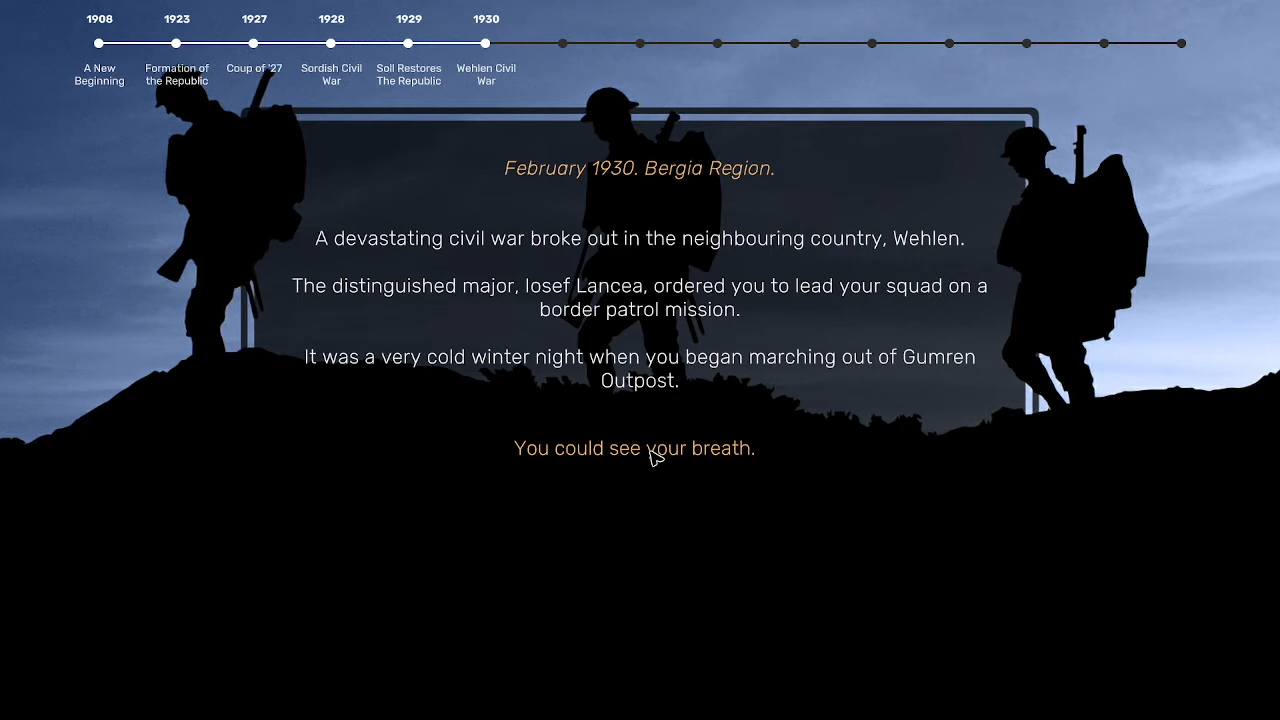 1908 1923 1927 1928 1929 1930
A New Formation of Coup of '27 Sordish Civil Soll Restores Wehlen Civil
Beginning the Republic War The Republic War
February 1930. Bergia Region.
A devastating civil war broke out in the neighbouring country, Wehlen.
The distinguished major, Iosef Lancea, ordered you to lead your squad on a
border patrol mission.
It was a very cold winter night when you began marching out of Gumren
Outpost.
You could see your breath.